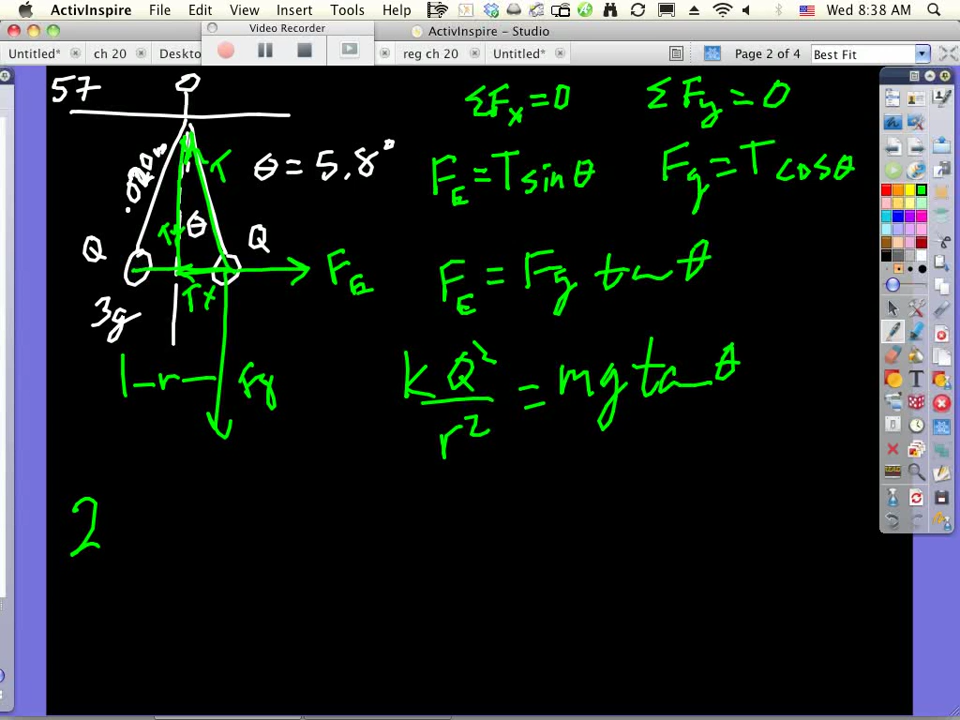 ActivInspire File Edit View Insert Tools Help Wed 8:38 AM
Video Recorder
ActivInspire - Studio
Untitled* ch 20 Deskto reg ch 20 Untitled* Page 2 of 4 Best Fit
57
ΣFx = 0 ΣFy = 0
θ = 5.8°
T
FE = T sin θ Fg = T cos θ
Q θ Q
Tx
FE
FE = Fg tan θ
3g
r Fg
kQ²/r² = mg tan θ
2